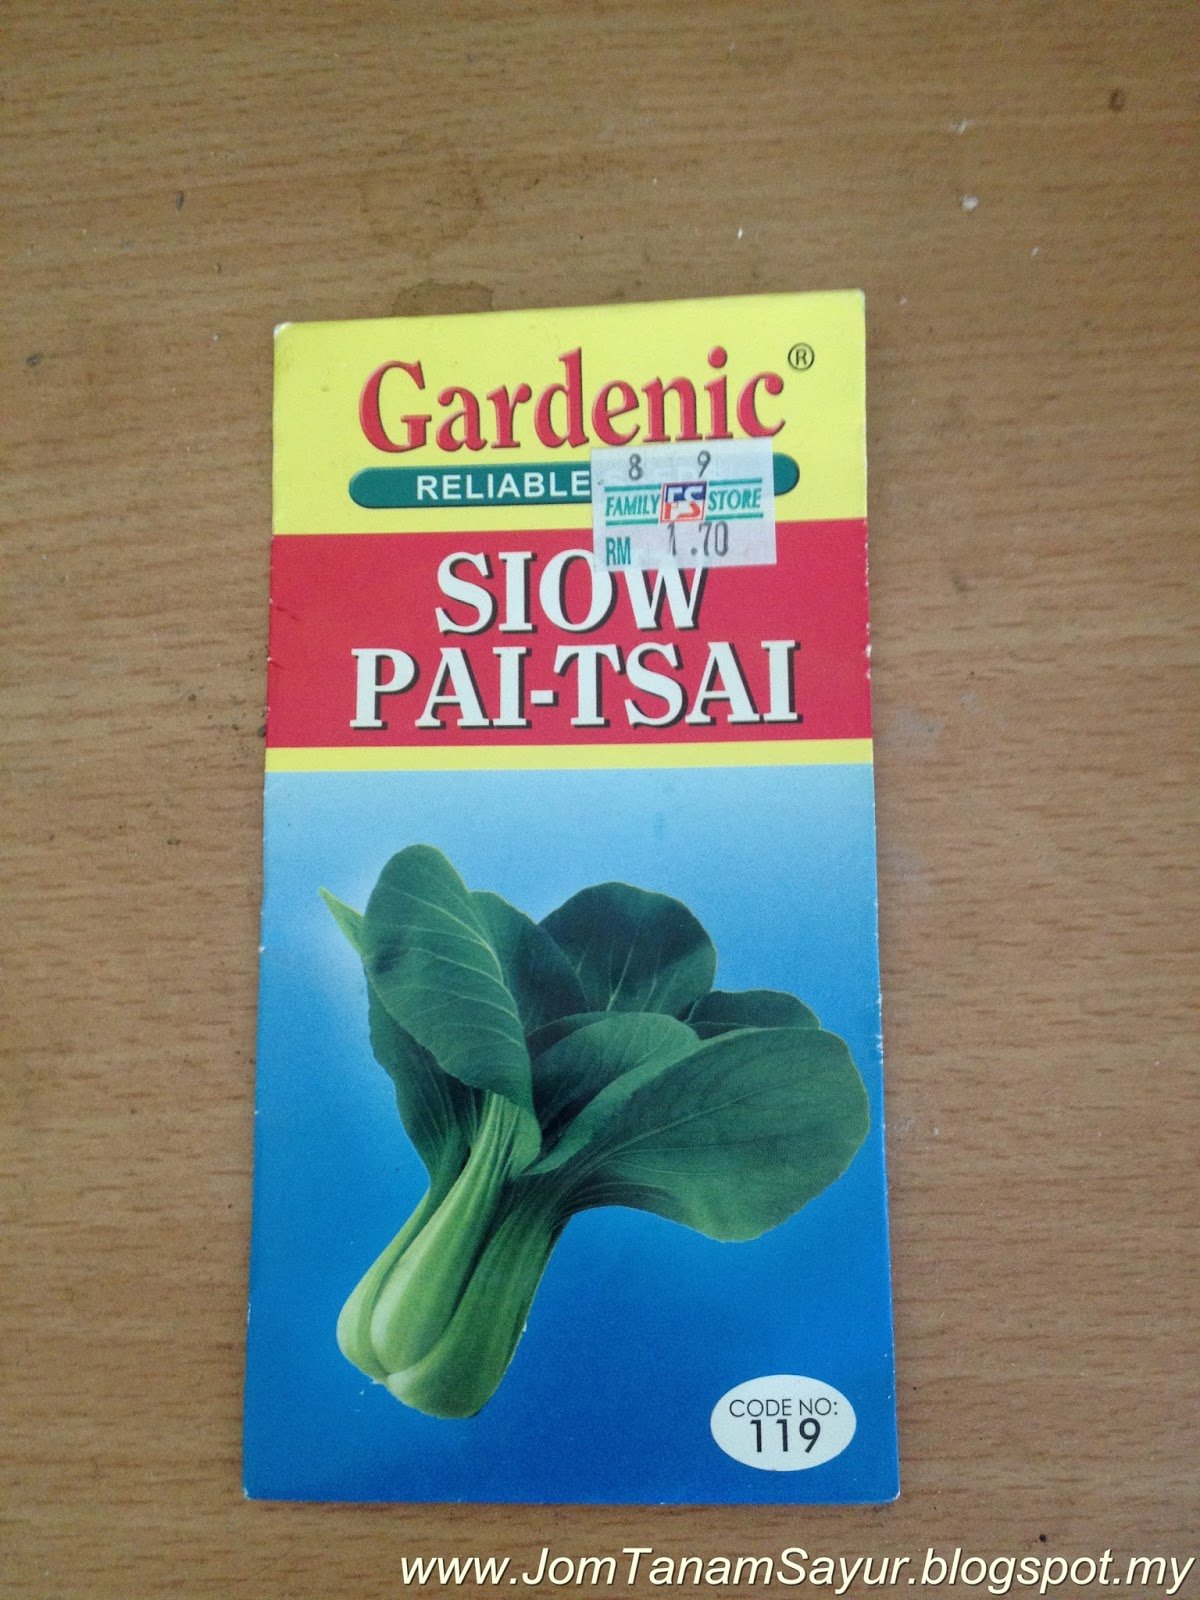 Gardenic®
RELIABLE
8 9
FAMILY FS STORE
RM 1.70
SIOW
PAI-TSAI
CODE NO:
119
www.JomTanamSayur.blogspot.my